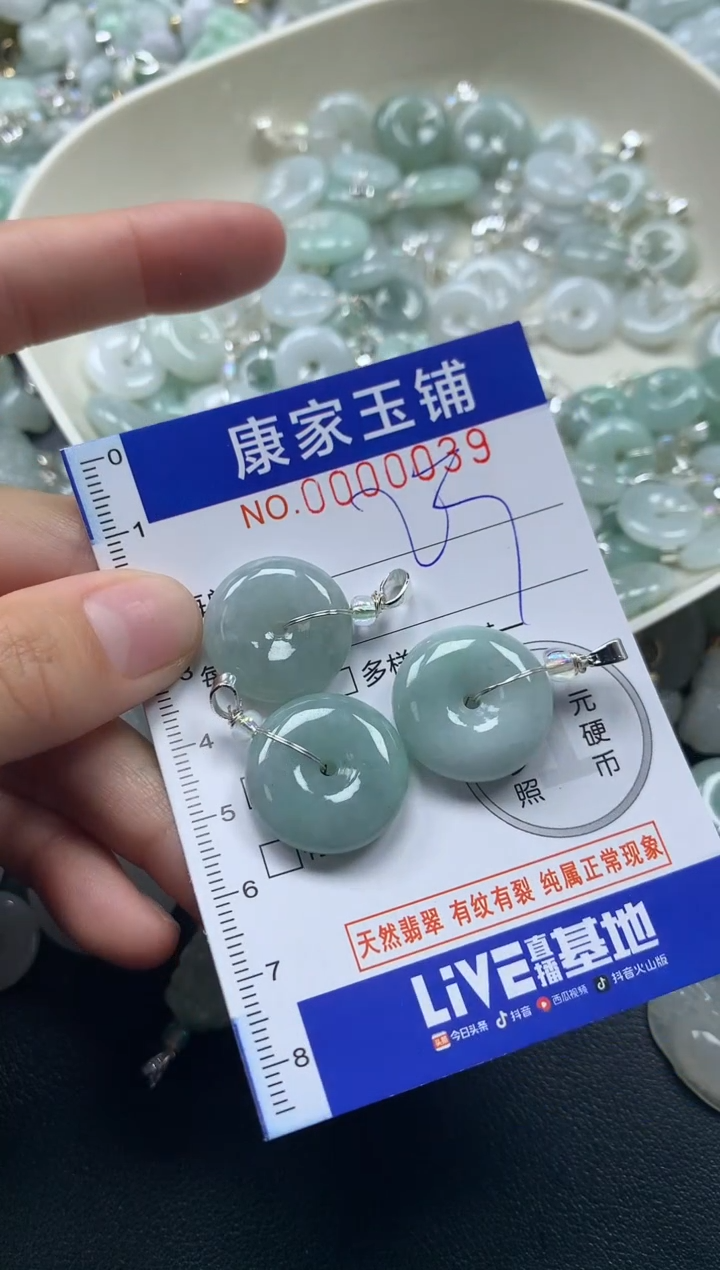 康家玉铺
NO.0000039
0
1
多样
3
4
元硬币
照
5
6
天然翡翠 有纹有裂 纯属正常现象
7
LiVE直播基地
头条 今日头条 抖音 西瓜视频 抖音火山版
8